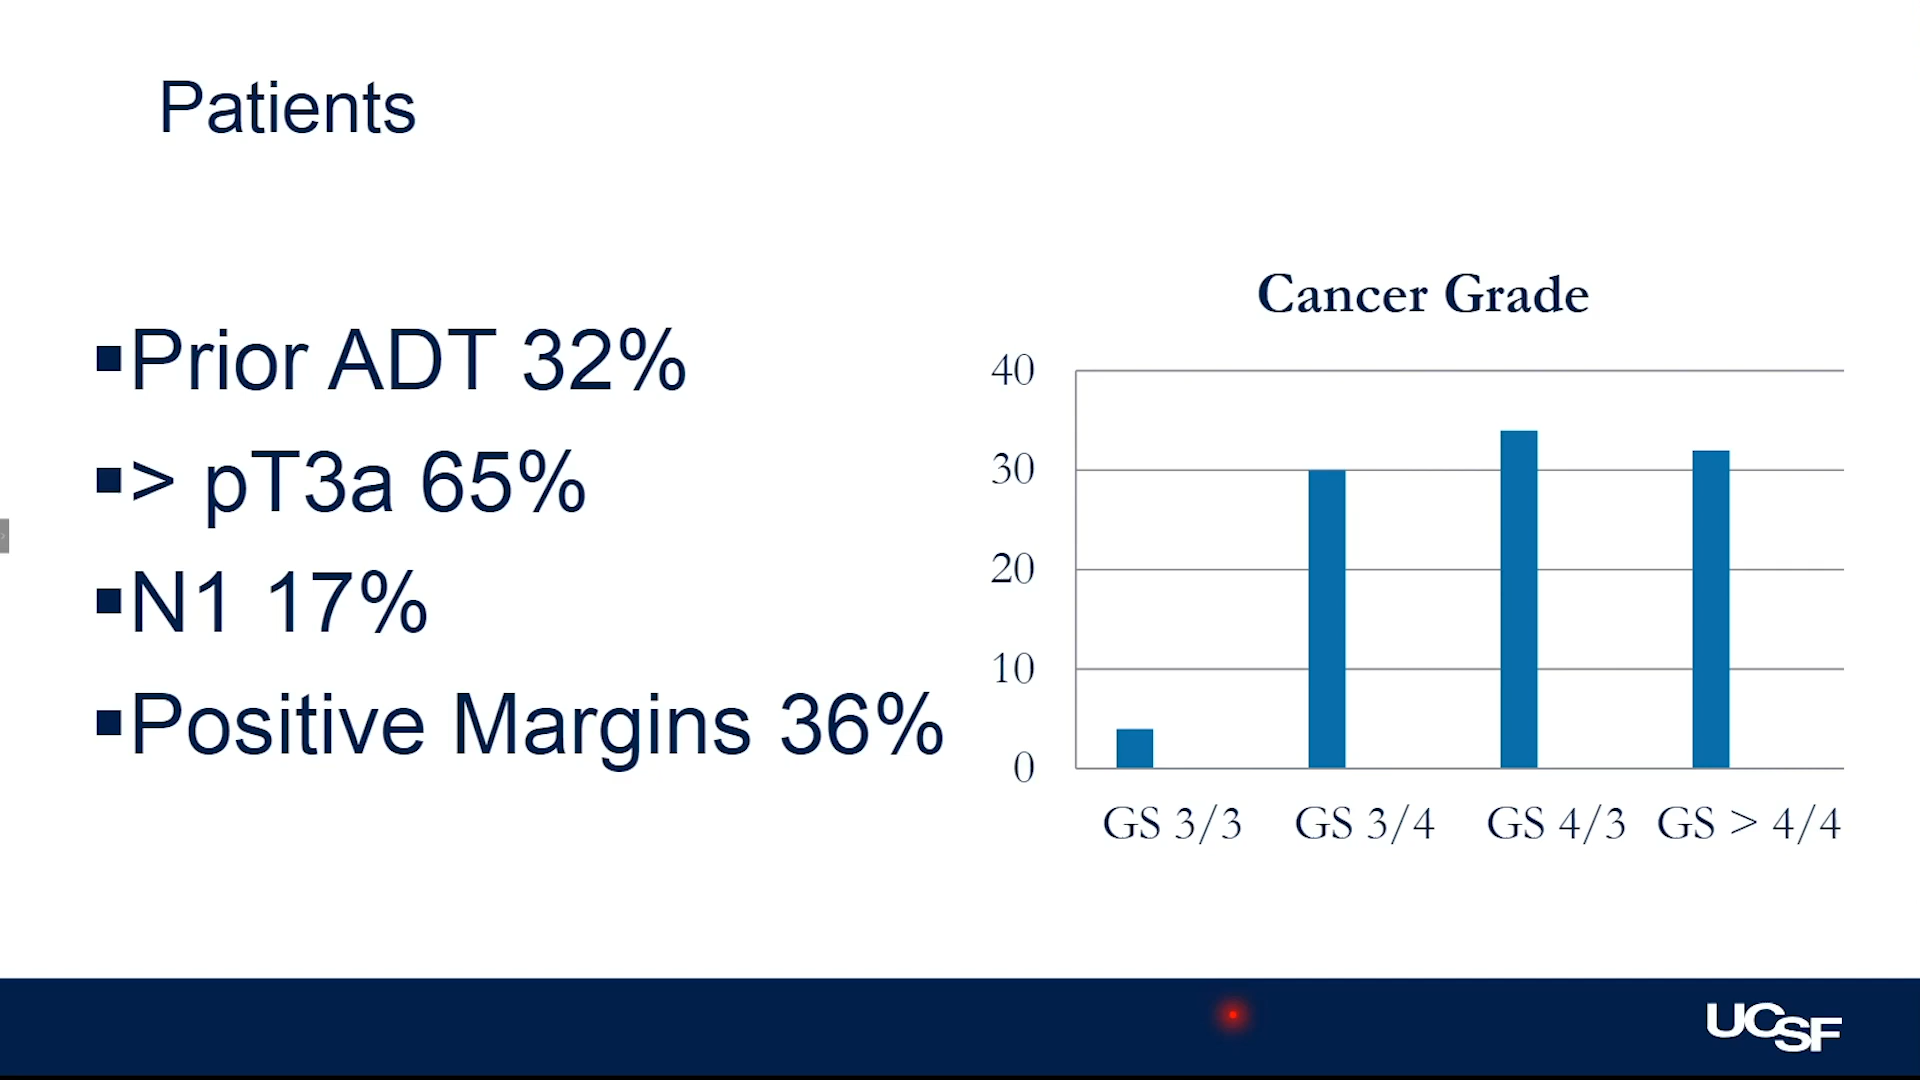 Patients
▪Prior ADT 32%
▪> pT3a 65%
▪N1 17%
▪Positive Margins 36%
Cancer Grade
40
30
20
10
0
GS 3/3 GS 3/4 GS 4/3 GS > 4/4
UCSF